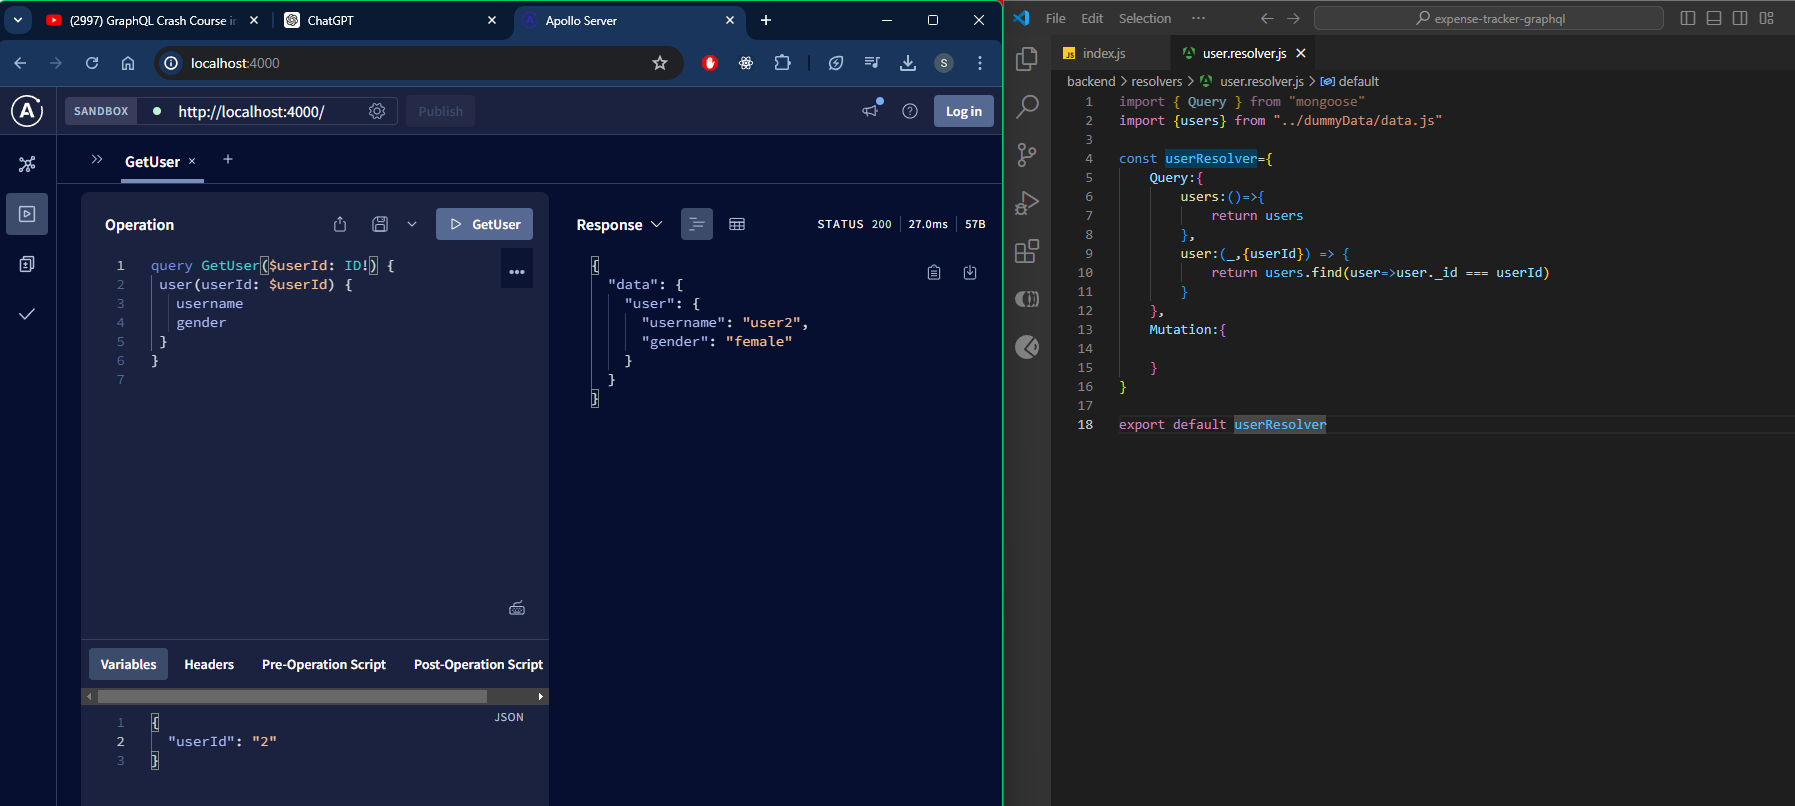 (2997) GraphQL Crash Course in
ChatGPT
Apollo Server
localhost:4000
S
SANDBOX
http://localhost:4000/
Publish
Log in
GetUser
Operation
GetUser
1 query GetUser($userId: ID!) {
2 user(userId: $userId) {
3 username
4 gender
5 }
6 }
7
Variables
Headers
Pre-Operation Script
Post-Operation Script
JSON
1 {
2 "userId": "2"
3 }
Response
STATUS 200
27.0ms
57B
{
"data": {
"user": {
"username": "user2",
"gender": "female"
}
}
}
File
Edit
Selection
···
expense-tracker-graphql
JS index.js
user.resolver.js
backend > resolvers > user.resolver.js > default
1 import { Query } from "mongoose"
2 import {users} from "../dummyData/data.js"
3
4 const userResolver={
5 Query:{
6 users:()=>{
7 return users
8 },
9 user:(_,{userId}) => {
10 return users.find(user=>user._id === userId)
11 }
12 },
13 Mutation:{
14
15 }
16 }
17
18 export default userResolver